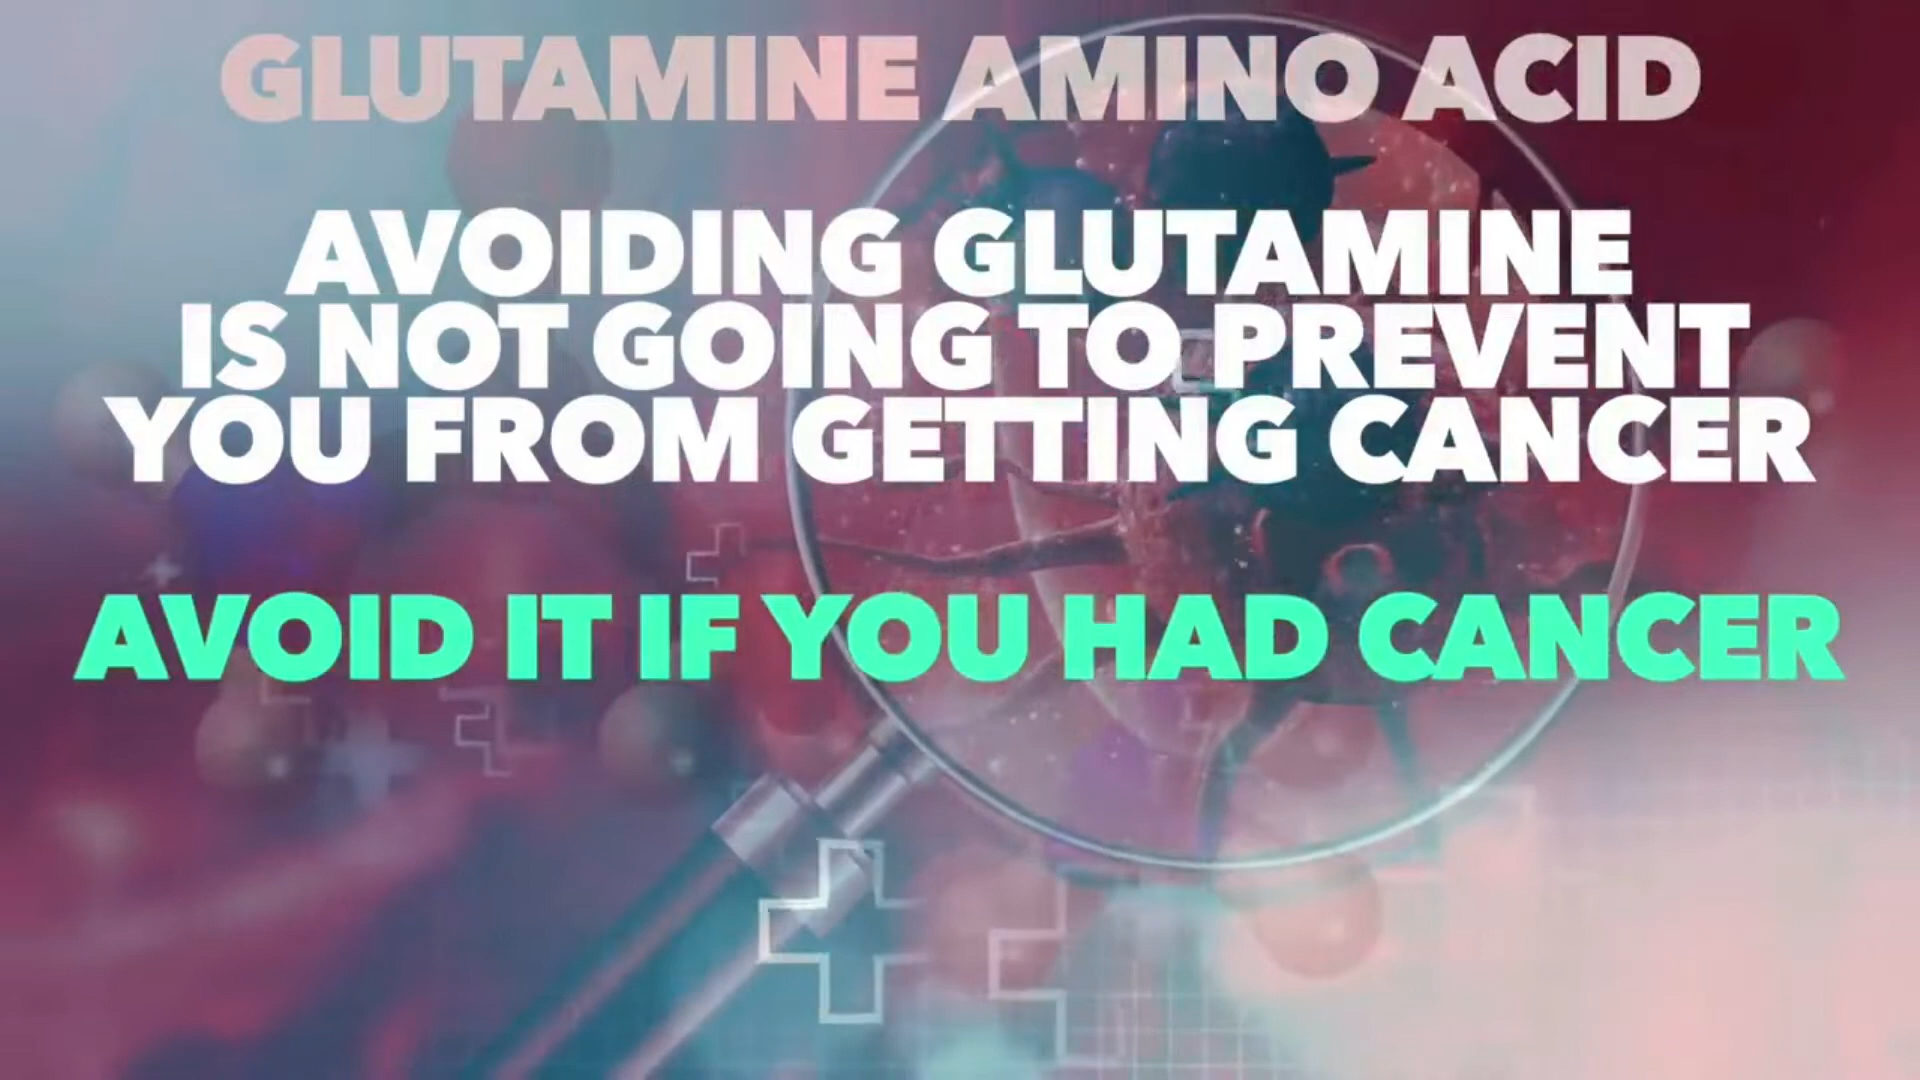 GLUTAMINE AMINO ACID
AVOIDING GLUTAMINE
IS NOT GOING TO PREVENT
YOU FROM GETTING CANCER
AVOID IT IF YOU HAD CANCER